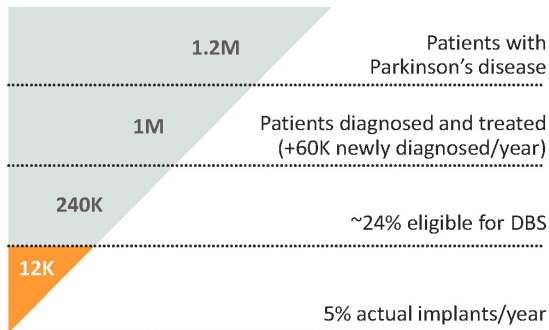 1.2M
Patients with
Parkinson's disease
1M
Patients diagnosed and treated
(+60K newly diagnosed/year)
240K
~24% eligible for DBS
12K
5% actual implants/year